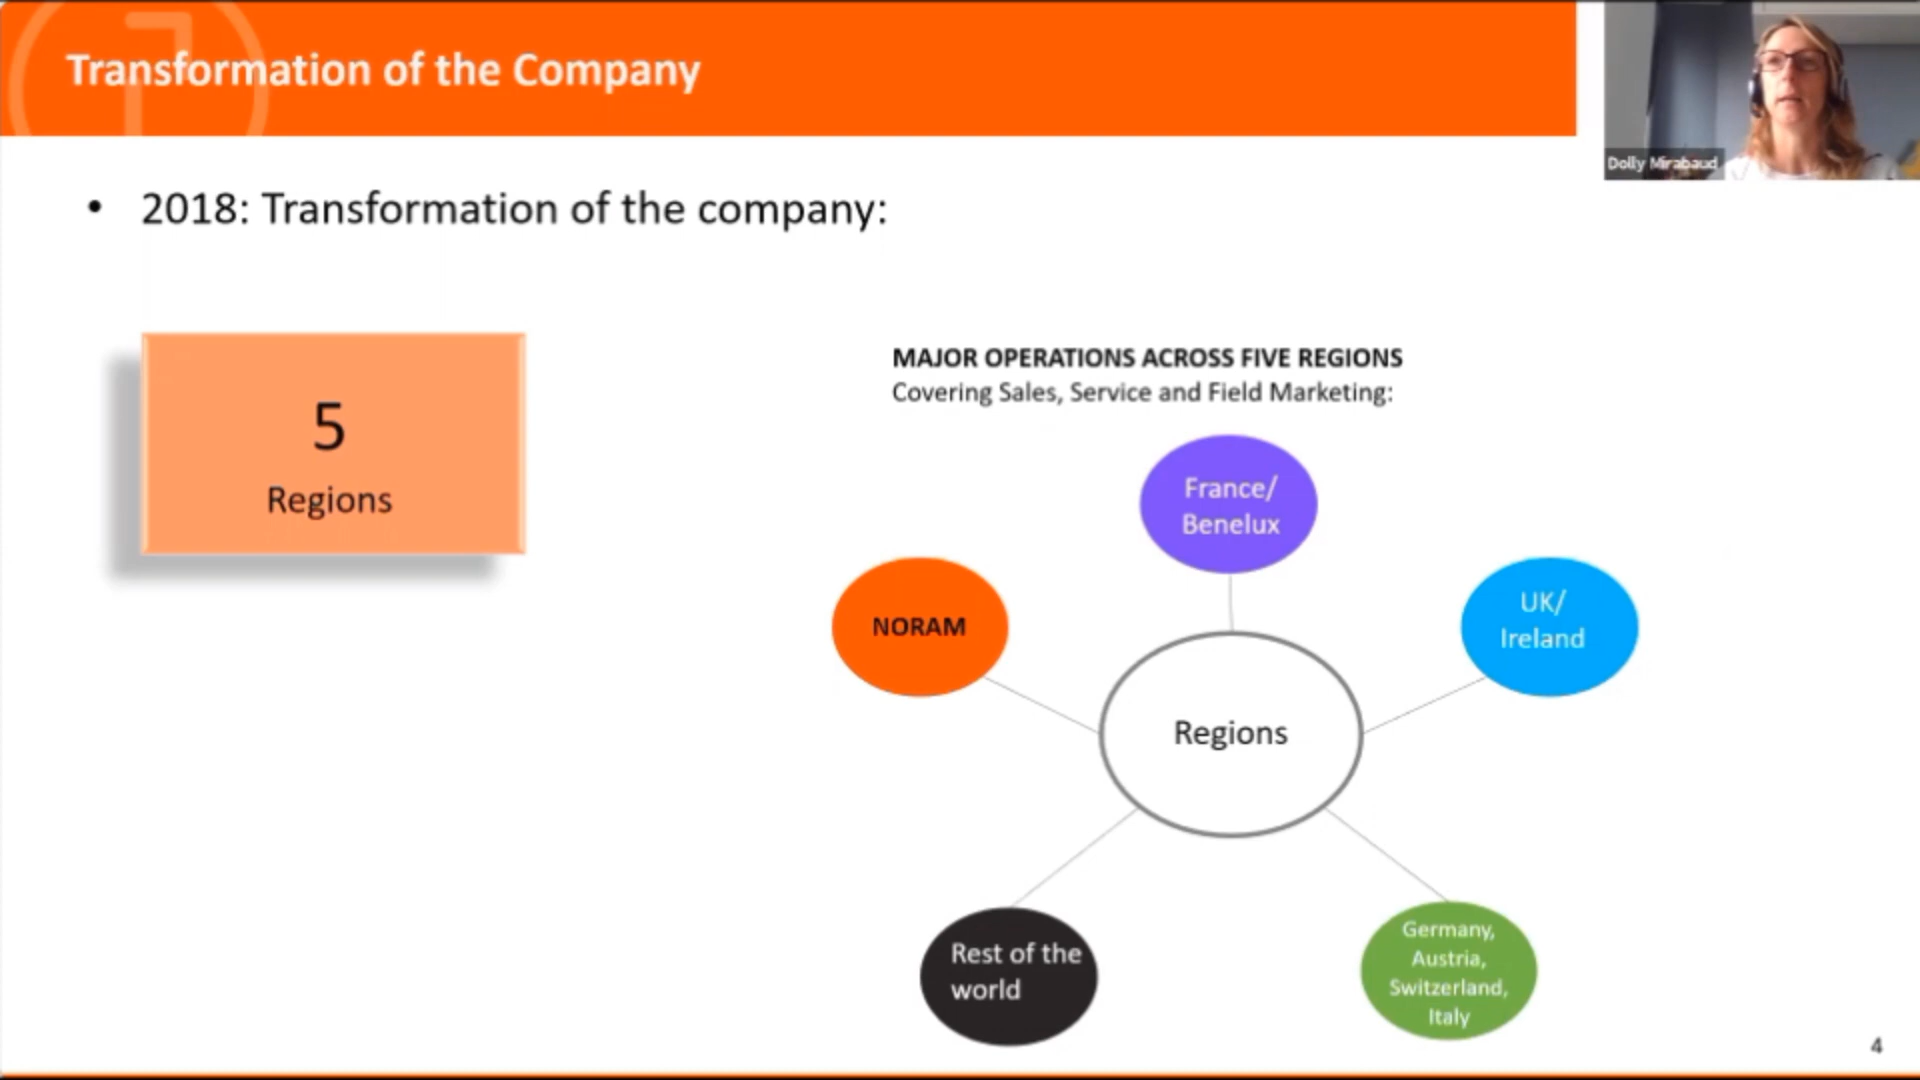 Transformation of the Company
Dolly Mirabaud
• 2018: Transformation of the company:
5
Regions
MAJOR OPERATIONS ACROSS FIVE REGIONS
Covering Sales, Service and Field Marketing:
France/
Benelux
NORAM
UK/
Ireland
Regions
Rest of the
world
Germany,
Austria,
Switzerland,
Italy
4